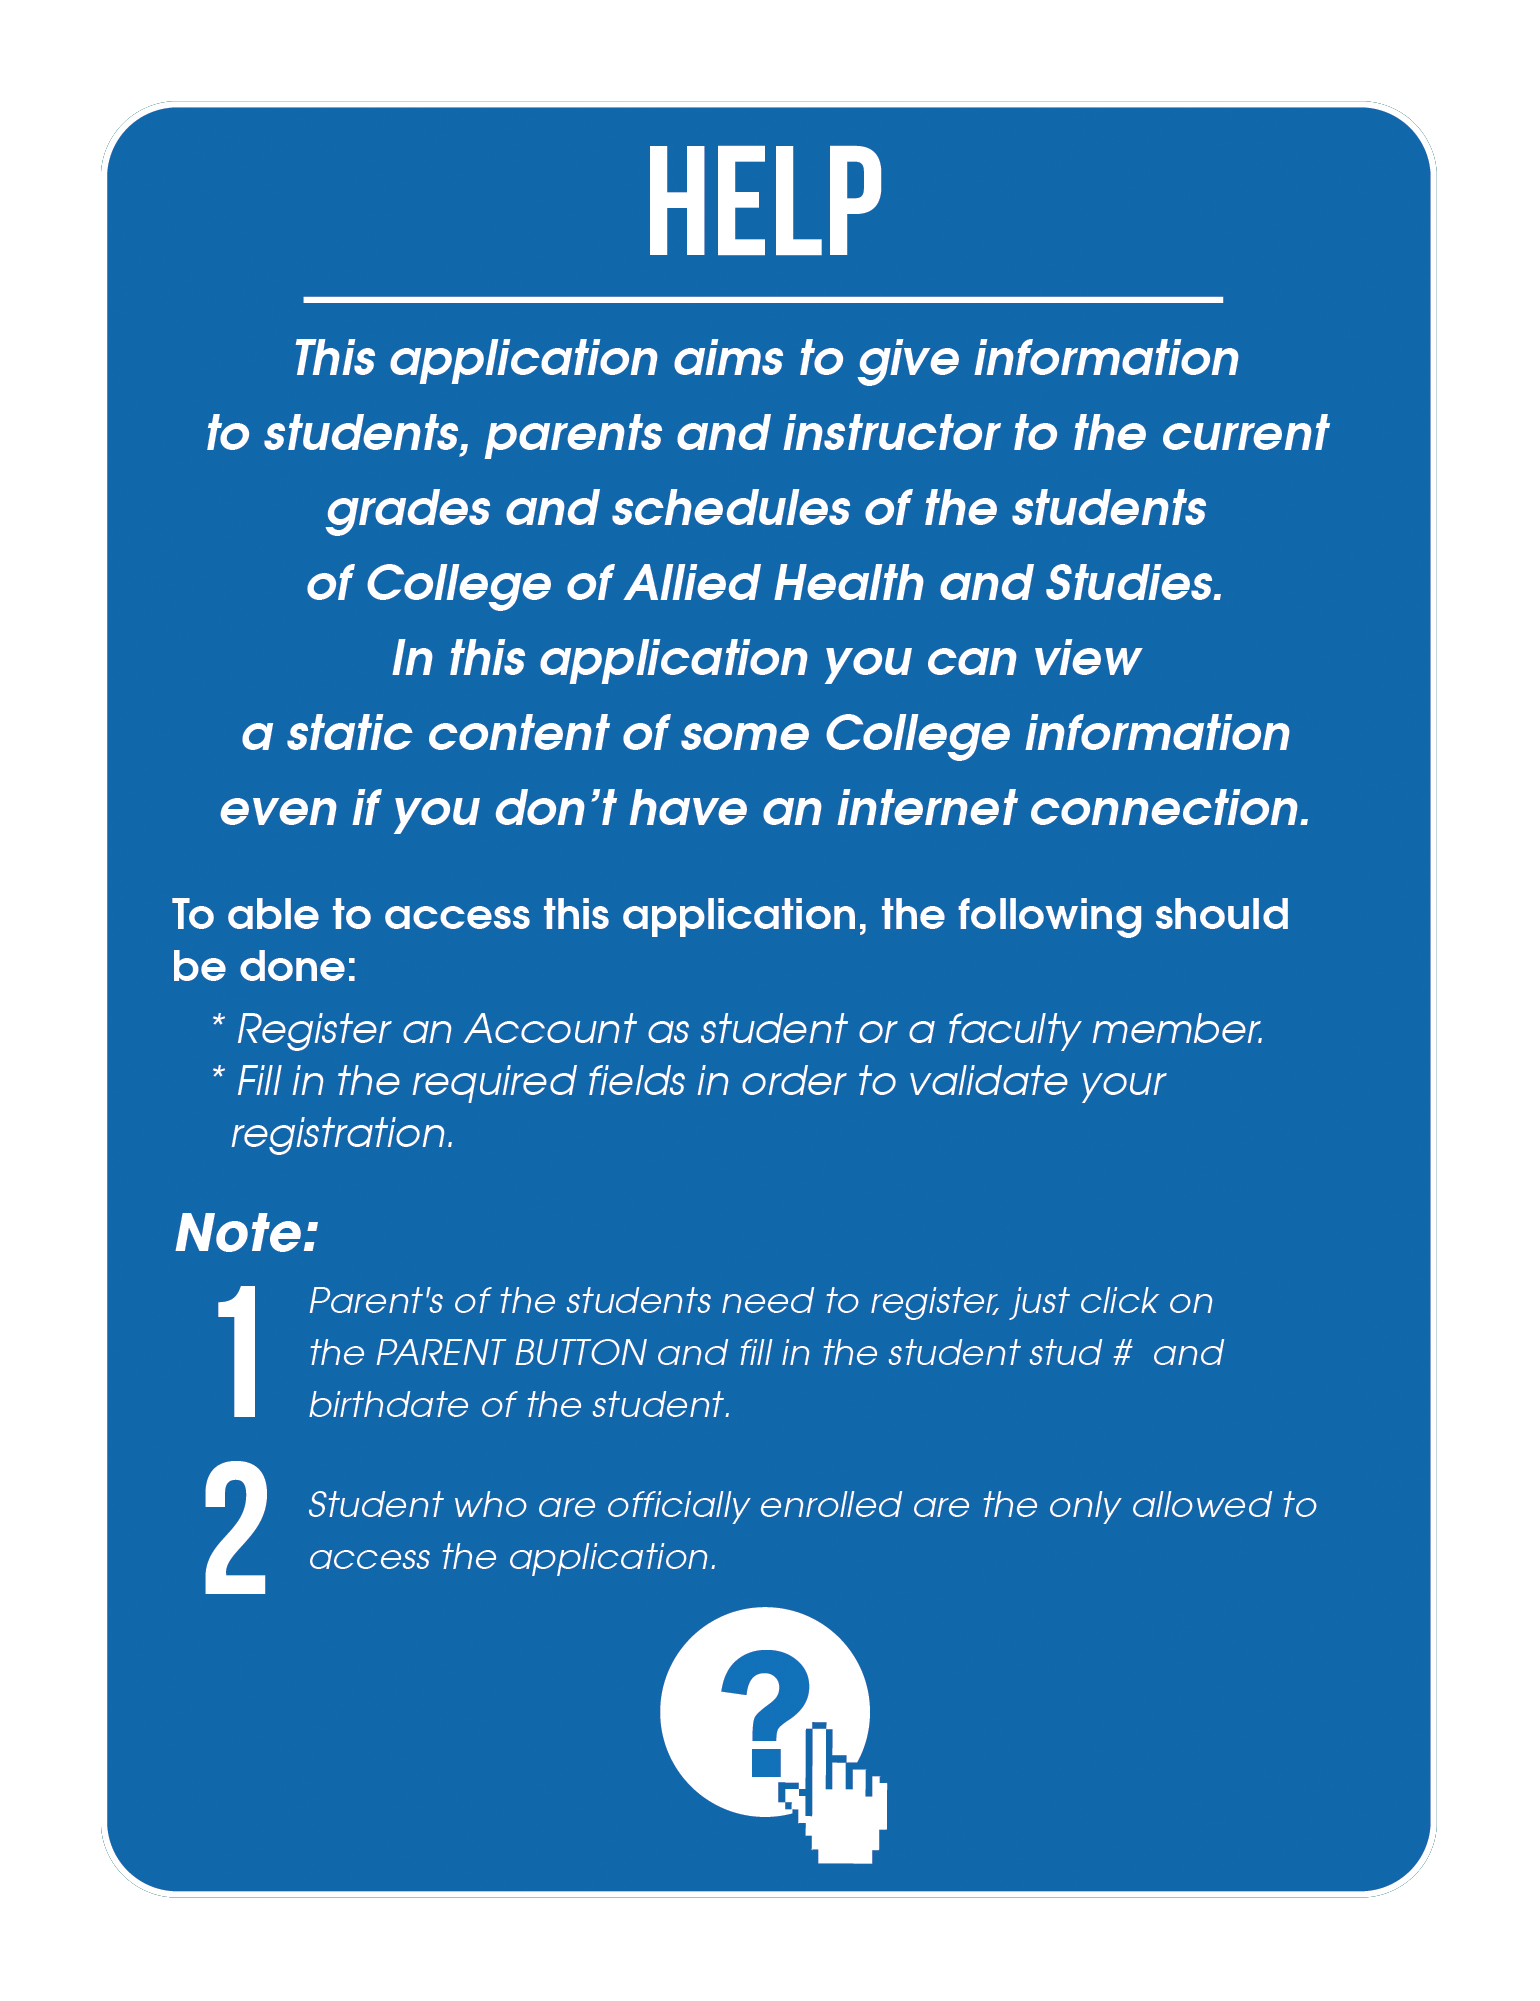 HELP
This application aims to give information
to students, parents and instructor to the current
grades and schedules of the students
of College of Allied Health and Studies.
In this application you can view
a static content of some College information
even if you don’t have an internet connection.
To able to access this application, the following should
be done:
* Register an Account as student or a faculty member.
* Fill in the required fields in order to validate your
registration.
Note:
1
Parent's of the students need to register, just click on
the PARENT BUTTON and fill in the student stud # and
birthdate of the student.
2
Student who are officially enrolled are the only allowed to
access the application.
?